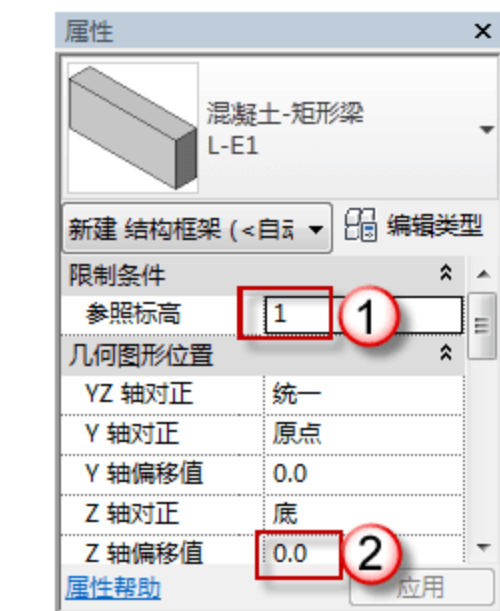 属性
混凝土-矩形梁
L-E1
新建 结构框架 (<自动
编辑类型
限制条件
参照标高 1 1
几何图形位置
YZ 轴对正 统一
Y 轴对正 原点
Y 轴偏移值 0.0
Z 轴对正 底
Z 轴偏移值 0.0 2
属性帮助 应用